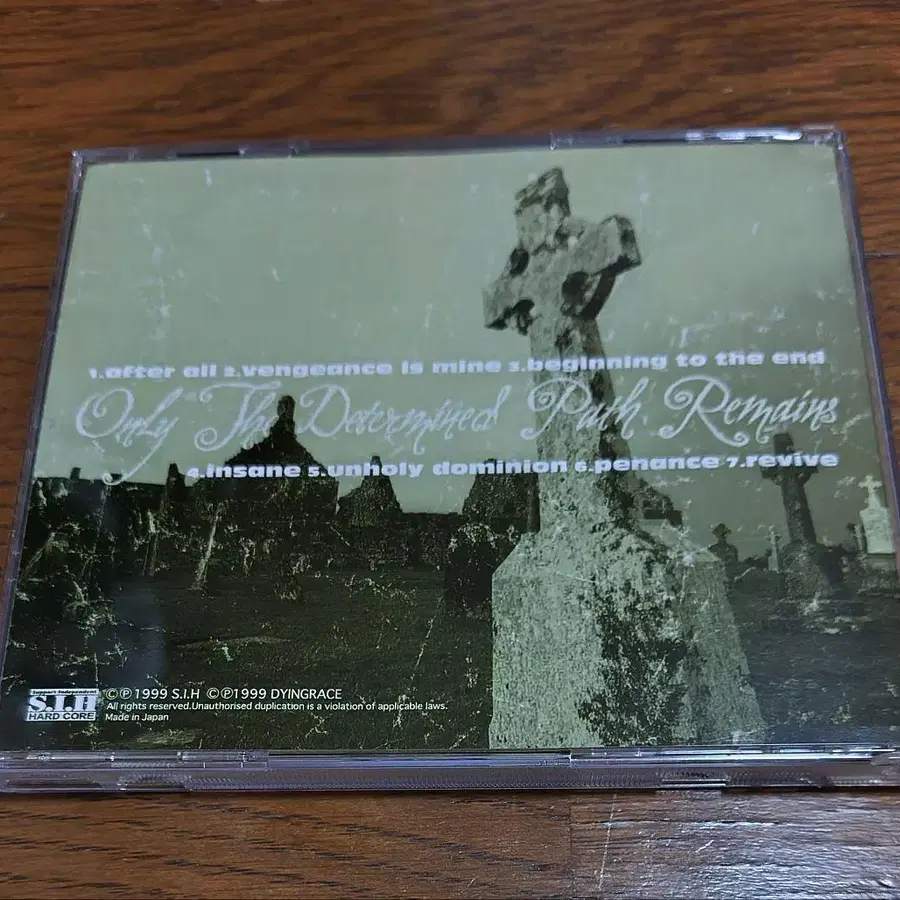 1.after all 2.vengeance is mine 3.beginning to the end
Only The Determined Path Remains
4.insane 5.unholy dominion 6.penance 7.revive
Support Independent
S.I.H
HARD CORE
©℗1999 S.I.H ©℗1999 DYINGRACE
All rights reserved.Unauthorised duplication is a violation of applicable laws.
Made in Japan